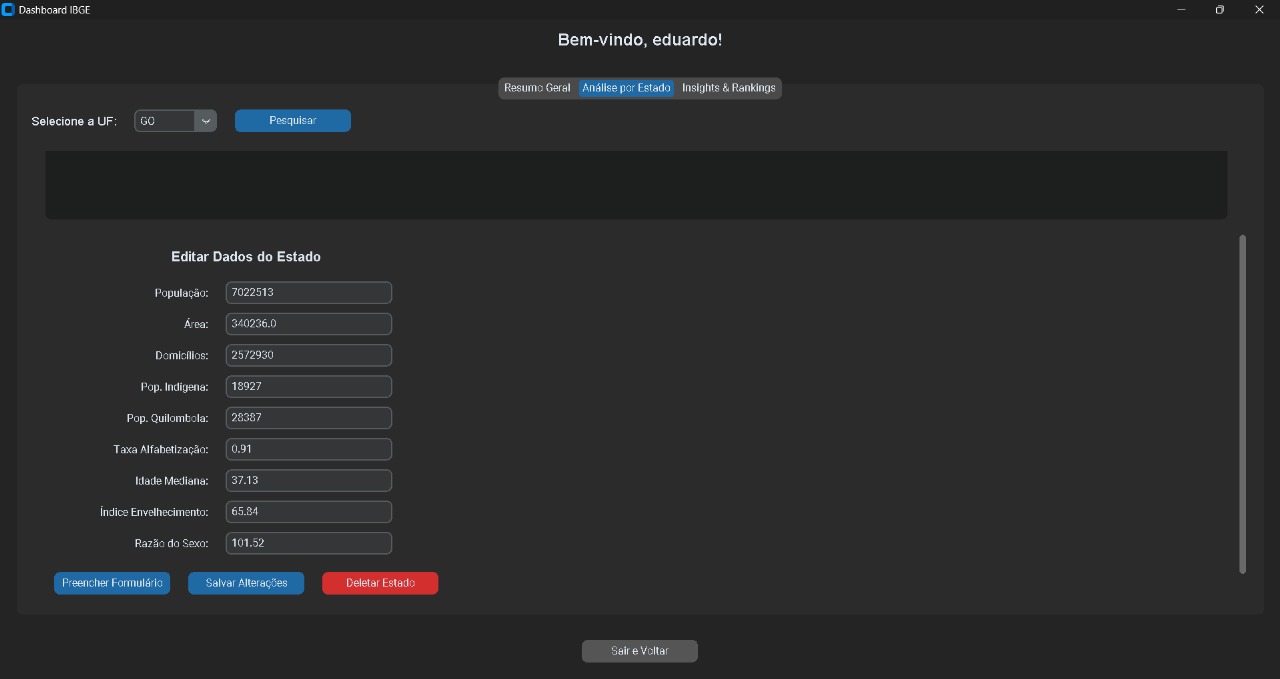 Dashboard IBGE
Bem-vindo, eduardo!
Resumo Geral Análise por Estado Insights & Rankings
Selecione a UF: GO Pesquisar
Editar Dados do Estado
População: 7022513
Área: 340236.0
Domicílios: 2572930
Pop. Indígena: 18927
Pop. Quilombola: 28387
Taxa Alfabetização: 0.91
Idade Mediana: 37.13
Índice Envelhecimento: 65.84
Razão do Sexo: 101.52
Preencher Formulário Salvar Alterações Deletar Estado
Sair e Voltar